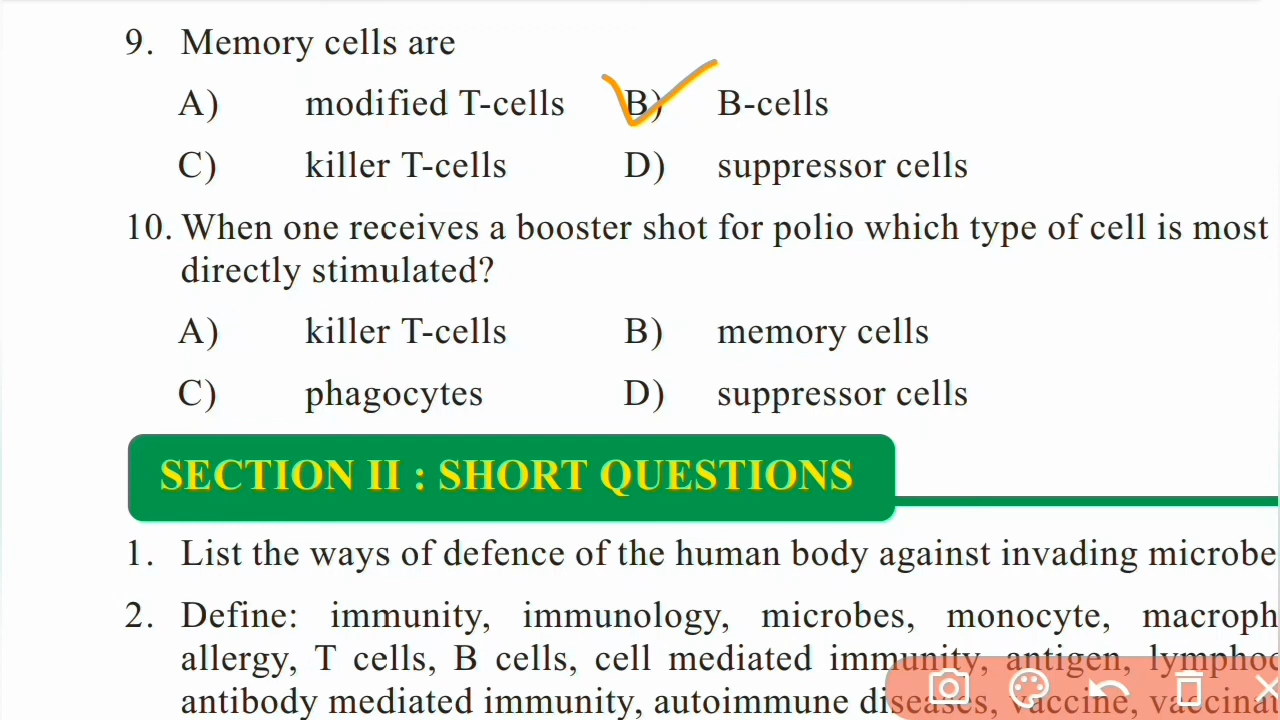 9. Memory cells are
A) modified T-cells B) B-cells
C) killer T-cells D) suppressor cells
10. When one receives a booster shot for polio which type of cell is most
directly stimulated?
A) killer T-cells B) memory cells
C) phagocytes D) suppressor cells
SECTION II : SHORT QUESTIONS
1. List the ways of defence of the human body against invading microbe
2. Define: immunity, immunology, microbes, monocyte, macroph
allergy, T cells, B cells, cell mediated immunity, antigen, lymphoc
antibody mediated immunity, autoimmune diseases, vaccine, vaccinat